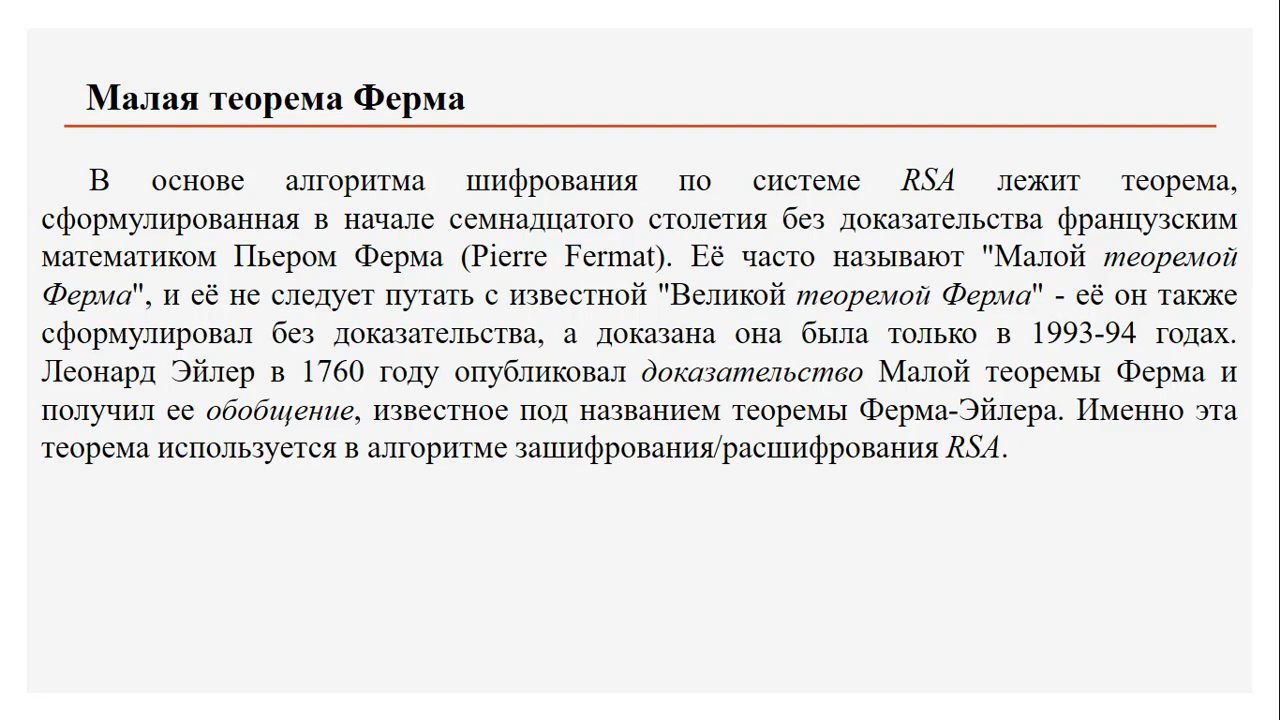 Малая теорема Ферма
В основе алгоритма шифрования по системе RSA лежит теорема,
сформулированная в начале семнадцатого столетия без доказательства французским
математиком Пьером Ферма (Pierre Fermat). Её часто называют "Малой теоремой
Ферма", и её не следует путать с известной "Великой теоремой Ферма" - её он также
сформулировал без доказательства, а доказана она была только в 1993-94 годах.
Леонард Эйлер в 1760 году опубликовал доказательство Малой теоремы Ферма и
получил ее обобщение, известное под названием теоремы Ферма-Эйлера. Именно эта
теорема используется в алгоритме зашифрования/расшифрования RSA.